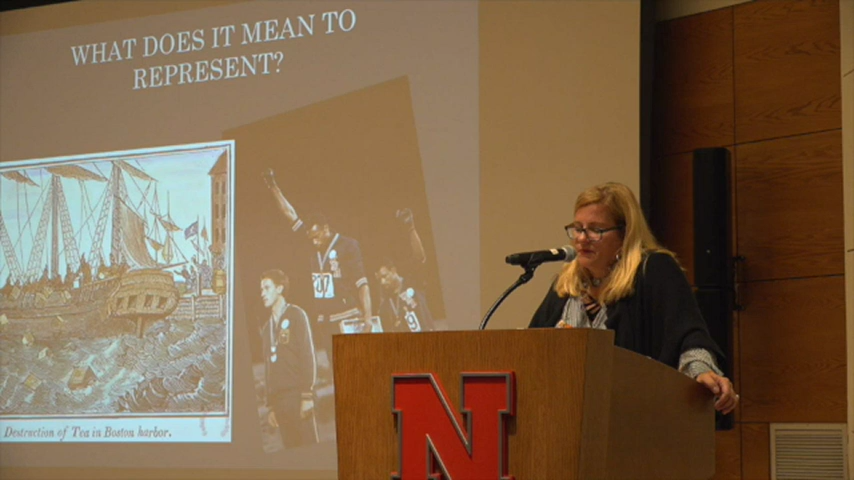 WHAT DOES IT MEAN TO
REPRESENT?
Destruction of Tea in Boston harbor.
N